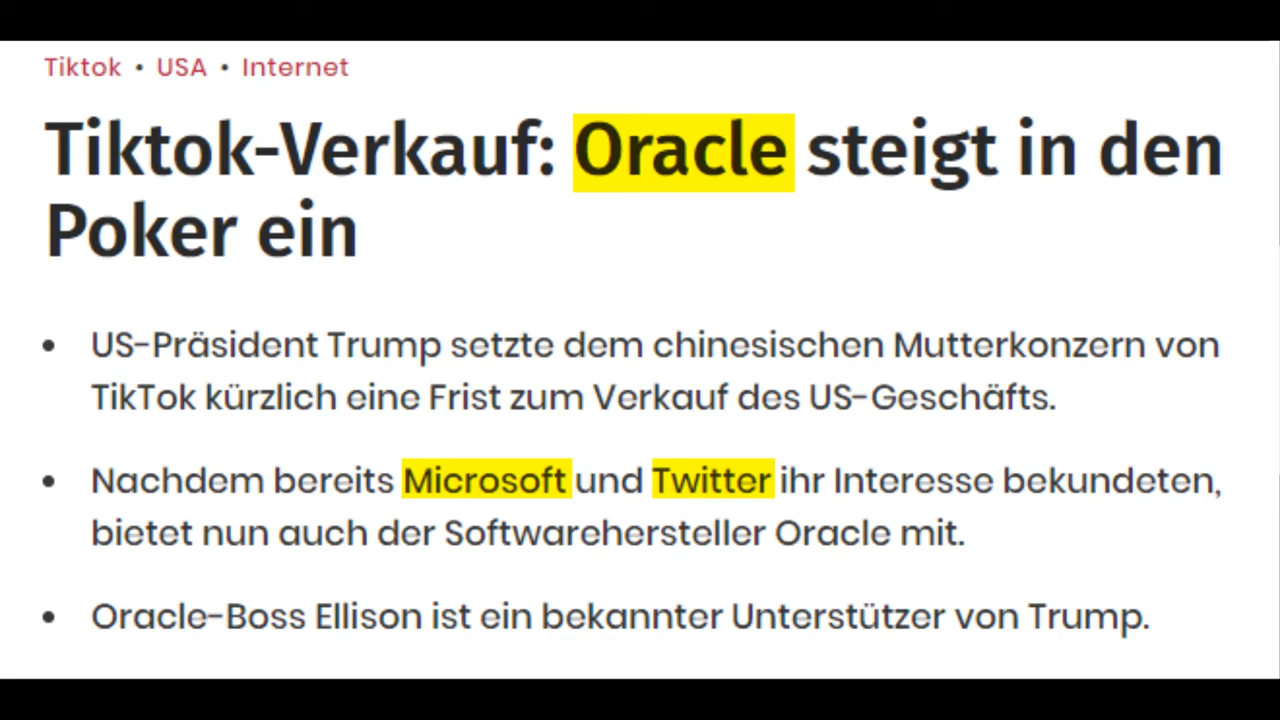 Tiktok • USA • Internet
Tiktok-Verkauf: Oracle steigt in den
Poker ein
• US-Präsident Trump setzte dem chinesischen Mutterkonzern von
TikTok kürzlich eine Frist zum Verkauf des US-Geschäfts.
• Nachdem bereits Microsoft und Twitter ihr Interesse bekundeten,
bietet nun auch der Softwarehersteller Oracle mit.
• Oracle-Boss Ellison ist ein bekannter Unterstützer von Trump.